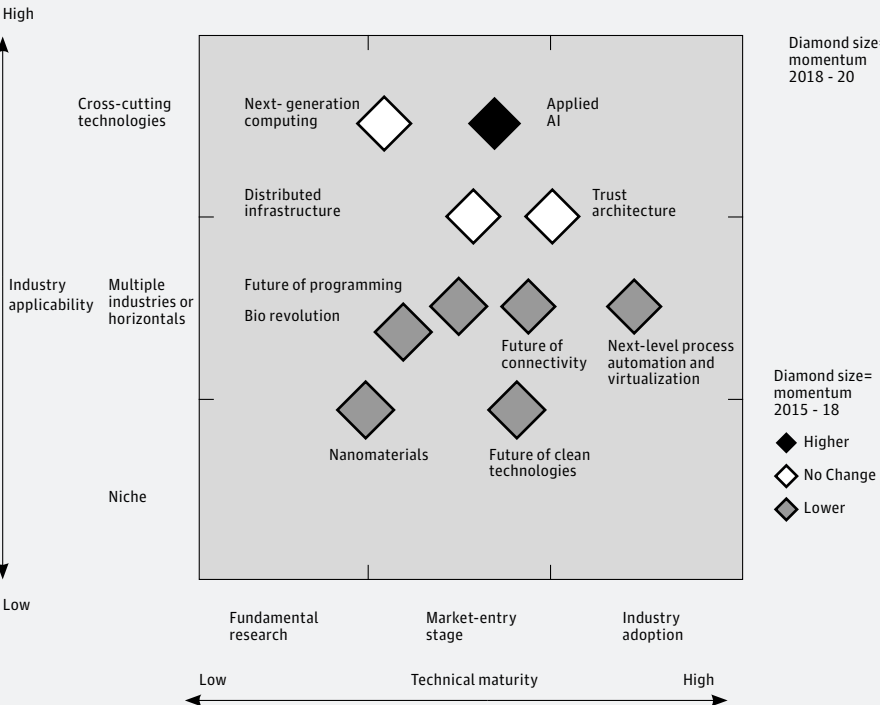 High
Diamond size=
momentum
2018 - 20
Cross-cutting
technologies
Next- generation
computing
Applied
AI
Distributed
infrastructure
Trust
architecture
Industry
applicability
Multiple
industries or
horizontals
Future of programming
Bio revolution
Future of
connectivity
Next-level process
automation and
virtualization
Diamond size=
momentum
2015 - 18
Higher
No Change
Lower
Nanomaterials
Future of clean
technologies
Niche
Low
Fundamental
research
Market-entry
stage
Industry
adoption
Low
Technical maturity
High